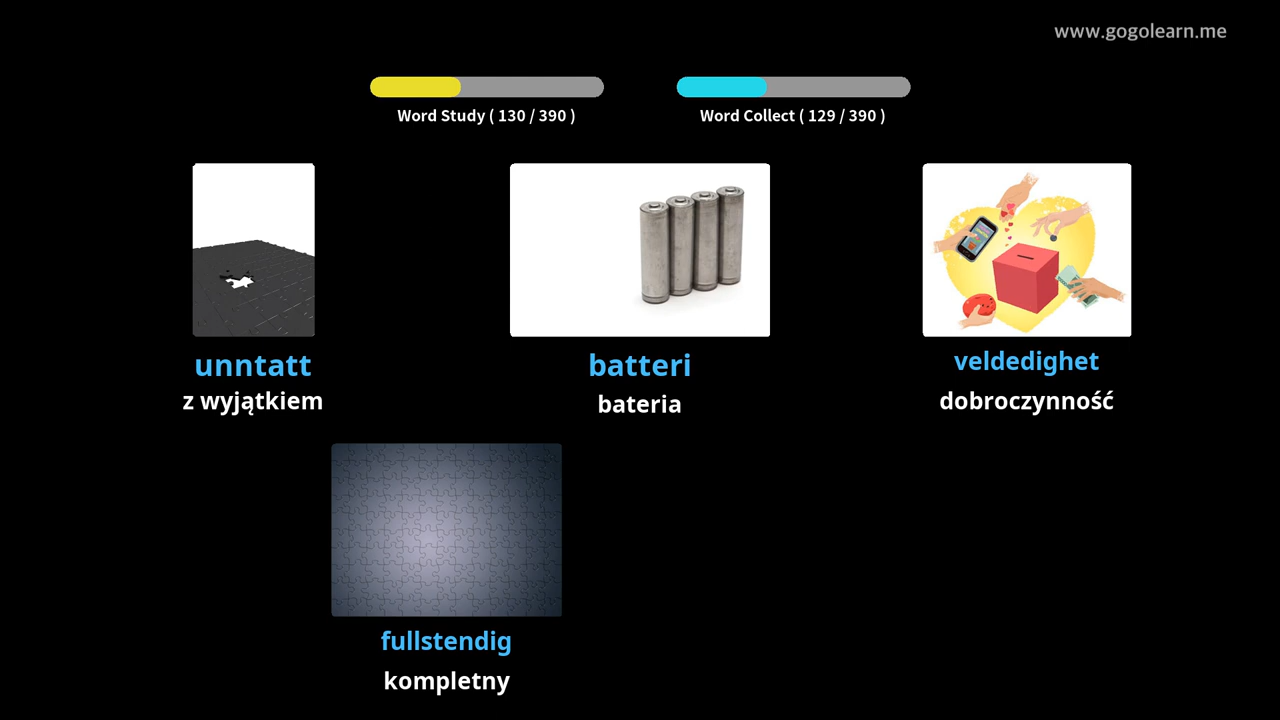 www.gogolearn.me
Word Study ( 130 / 390 )
Word Collect ( 129 / 390 )
unntatt
z wyjątkiem
batteri
bateria
veldedighet
dobroczynność
fullstendig
kompletny